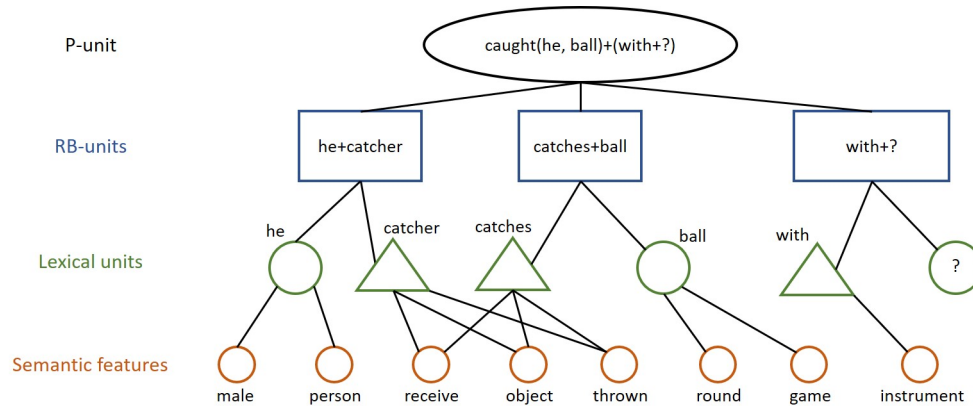 P-unit
caught(he, ball)+(with+?)
RB-units
he+catcher
catches+ball
with+?
he
catcher
catches
ball
with
Lexical units
?
Semantic features
male
person
receive
object
thrown
round
game
instrument